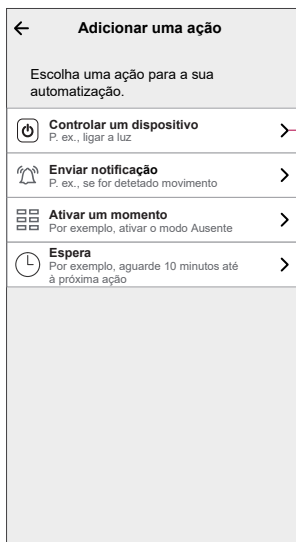 Adicionar uma ação
Escolha uma ação para a sua
automatização.
Controlar um dispositivo
P. ex., ligar a luz
Enviar notificação
P. ex., se for detetado movimento
Ativar um momento
Por exemplo, ativar o modo Ausente
Espera
Por exemplo, aguarde 10 minutos até
à próxima ação